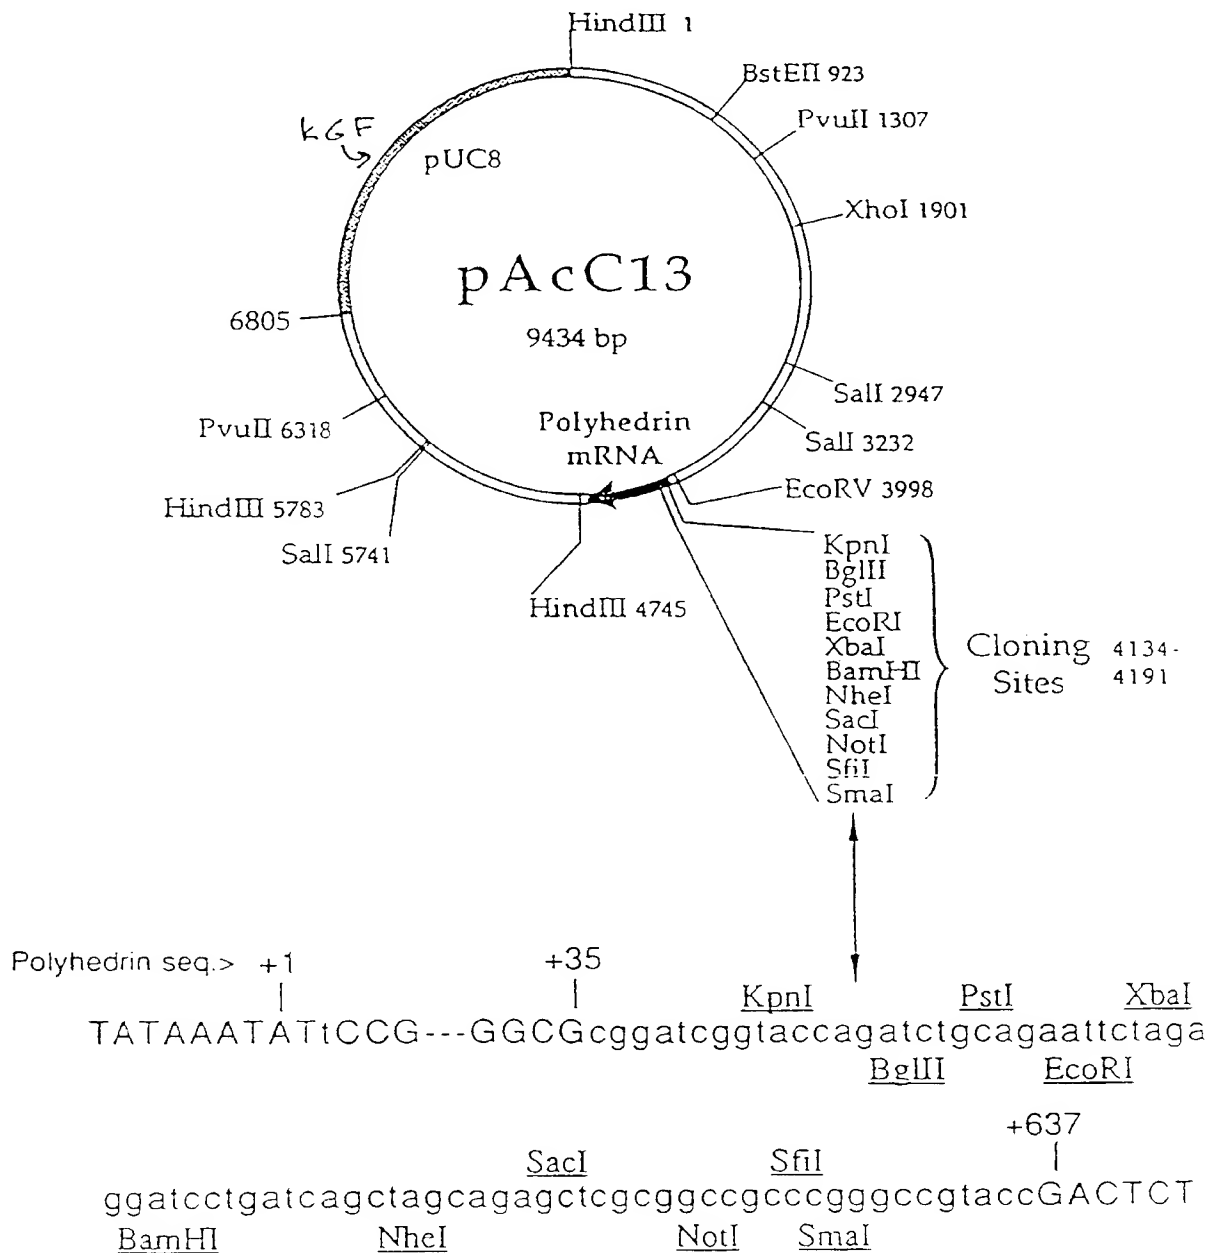 HindIII 1
BstEII 923
PvuII 1307
KGF
pUC8
XhoI 1901
pAcC13
9434 bp
6805
SalI 2947
SalI 3232
PvuII 6318
Polyhedrin
mRNA
EcoRV 3998
HindIII 5783
SalI 5741
HindIII 4745
KpnI
BglII
PstI
EcoRI
XbaI
BamHI
NheI
SacI
NotI
SfiI
SmaI
Cloning
Sites
4134-
4191
Polyhedrin seq.> +1 +35
KpnI PstI XbaI
TATAAATATtCCG---GGCGcggatcggtaccagatctgcagaattctaga
BglII EcoRI
+637
SacI SfiI
ggatcctgatcagctagcagagctcgcggccgcccgggccgtaccGACTCT
BamHI NheI NotI SmaI